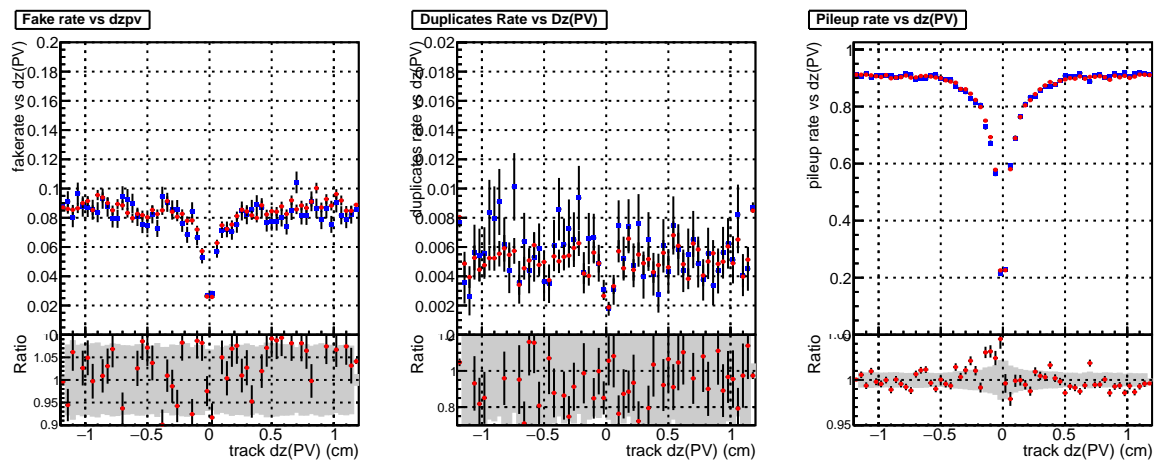 Fake rate vs dzpv
fakerate vs dz(PV)
0.2
0.18
0.16
0.14
0.12
0.1
0.08
0.06
0.04
0.02
0
Ratio
1.05
1
0.95
0.9
−1 −0.5 0 0.5 1
track dz(PV) (cm)
Duplicates Rate vs Dz(PV)
duplicates rate vs dz(PV)
0.02
0.018
0.016
0.014
0.012
0.01
0.008
0.006
0.004
0.002
0
Ratio
1
0.8
−1 −0.5 0 0.5 1
track dz(PV) (cm)
Pileup rate vs dz(PV)
pileup rate vs dz(PV)
1
0.8
0.6
0.4
0.2
0
Ratio
1
0.95
−1 −0.5 0 0.5 1
track dz(PV) (cm)